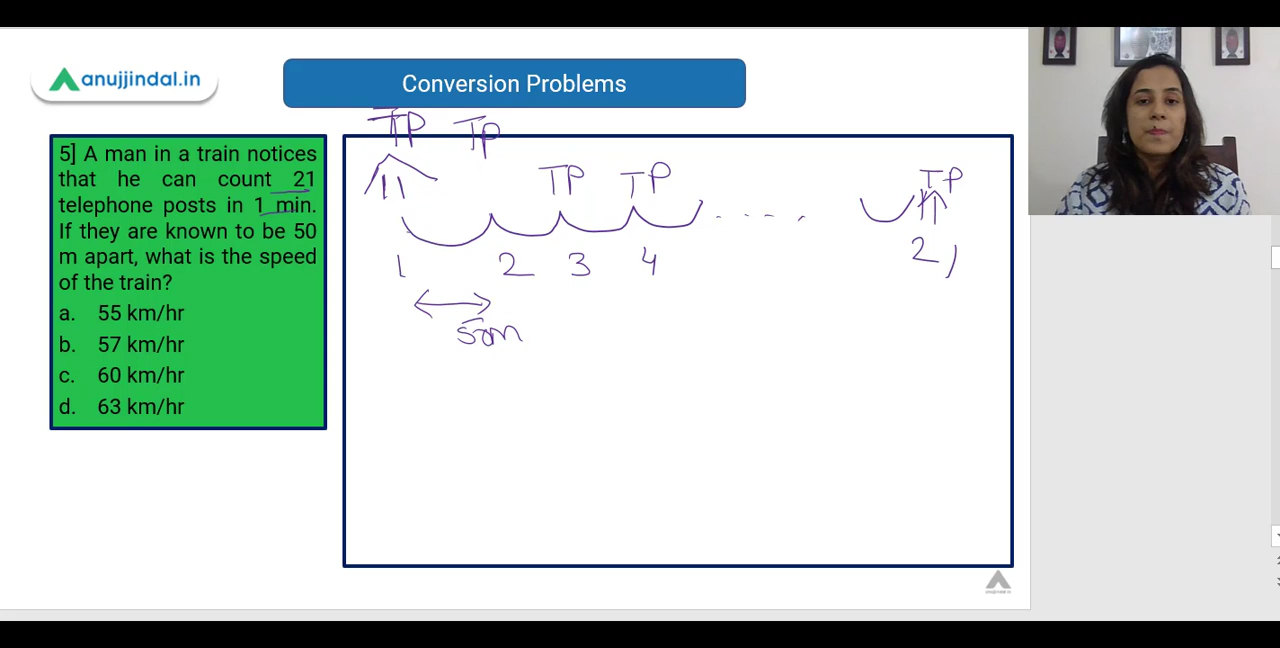 anujjindal.in
Conversion Problems
5] A man in a train notices
that he can count 21
telephone posts in 1 min.
If they are known to be 50
m apart, what is the speed
of the train?
a. 55 km/hr
b. 57 km/hr
c. 60 km/hr
d. 63 km/hr
TP TP TP TP TP
1 2 3 4 .... 21
50m